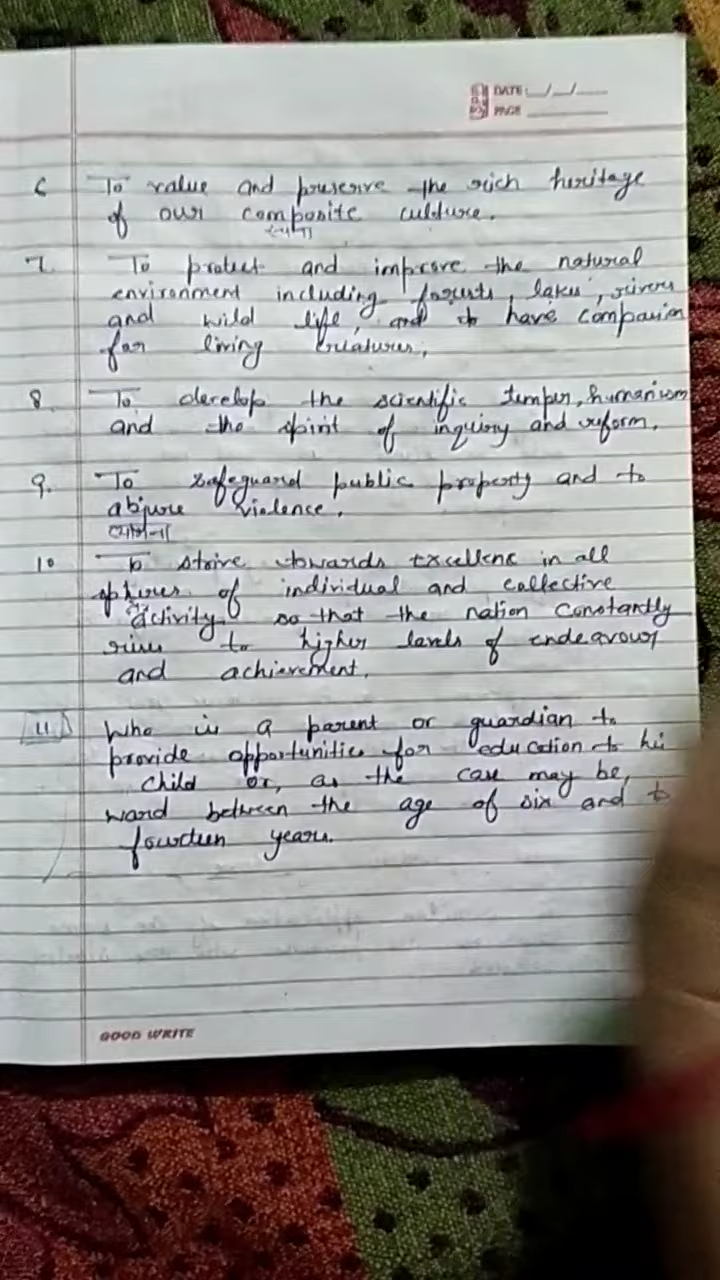 DATE __/__/__
PAGE
6 To value and preserve the rich heritage
of our composite culture.
7. To protect and improve the natural
environment including forests, lakes, rivers
and wild life, and to have compassion
for living creatures,
8. To develop the scientific temper, humanism
and the spirit of inquiry and reform.
9. To safeguard public property and to
abjure violence.
10 To strive towards excellenc in all
spheres of individual and collective
activity so that the nation constantly
rises to higher levels of endeavour
and achievement.
11 Who is a parent or guardian to
provide opportunities for education to his
child or, as the case may be,
ward between the age of six and
fourteen years.
GOOD WRITE